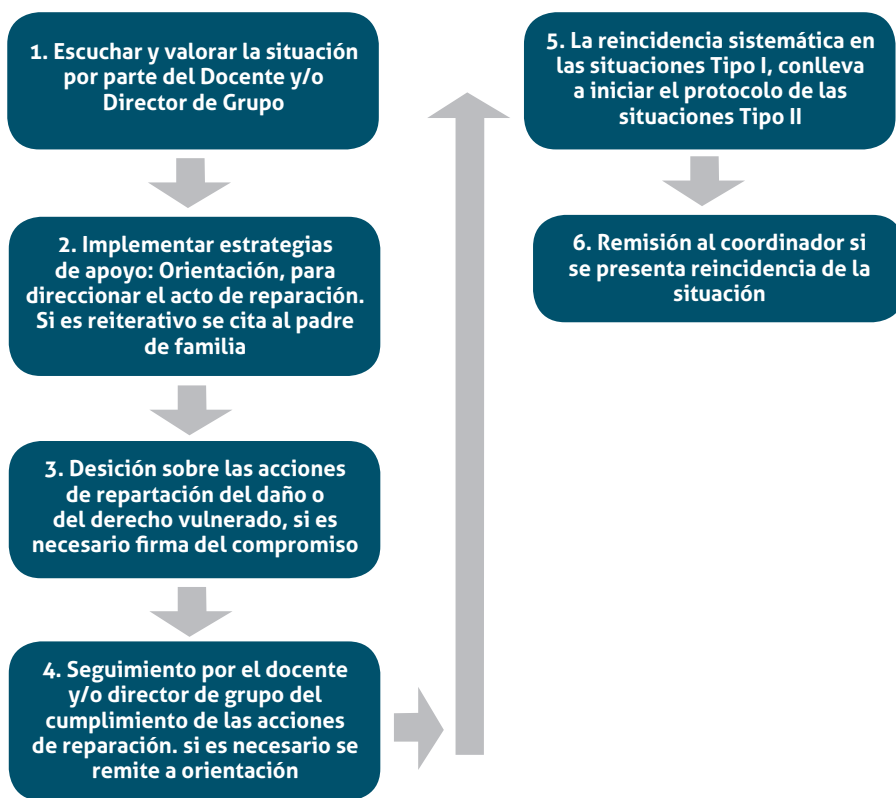 1. Escuchar y valorar la situación
por parte del Docente y/o
Director de Grupo
2. Implementar estrategias
de apoyo: Orientación, para
direccionar el acto de reparación.
Si es reiterativo se cita al padre
de familia
3. Desición sobre las acciones
de repartación del daño o
del derecho vulnerado, si es
necesario firma del compromiso
4. Seguimiento por el docente
y/o director de grupo del
cumplimiento de las acciones
de reparación. si es necesario se
remite a orientación
5. La reincidencia sistemática en
las situaciones Tipo I, conlleva
a iniciar el protocolo de las
situaciones Tipo II
6. Remisión al coordinador si
se presenta reincidencia de la
situación